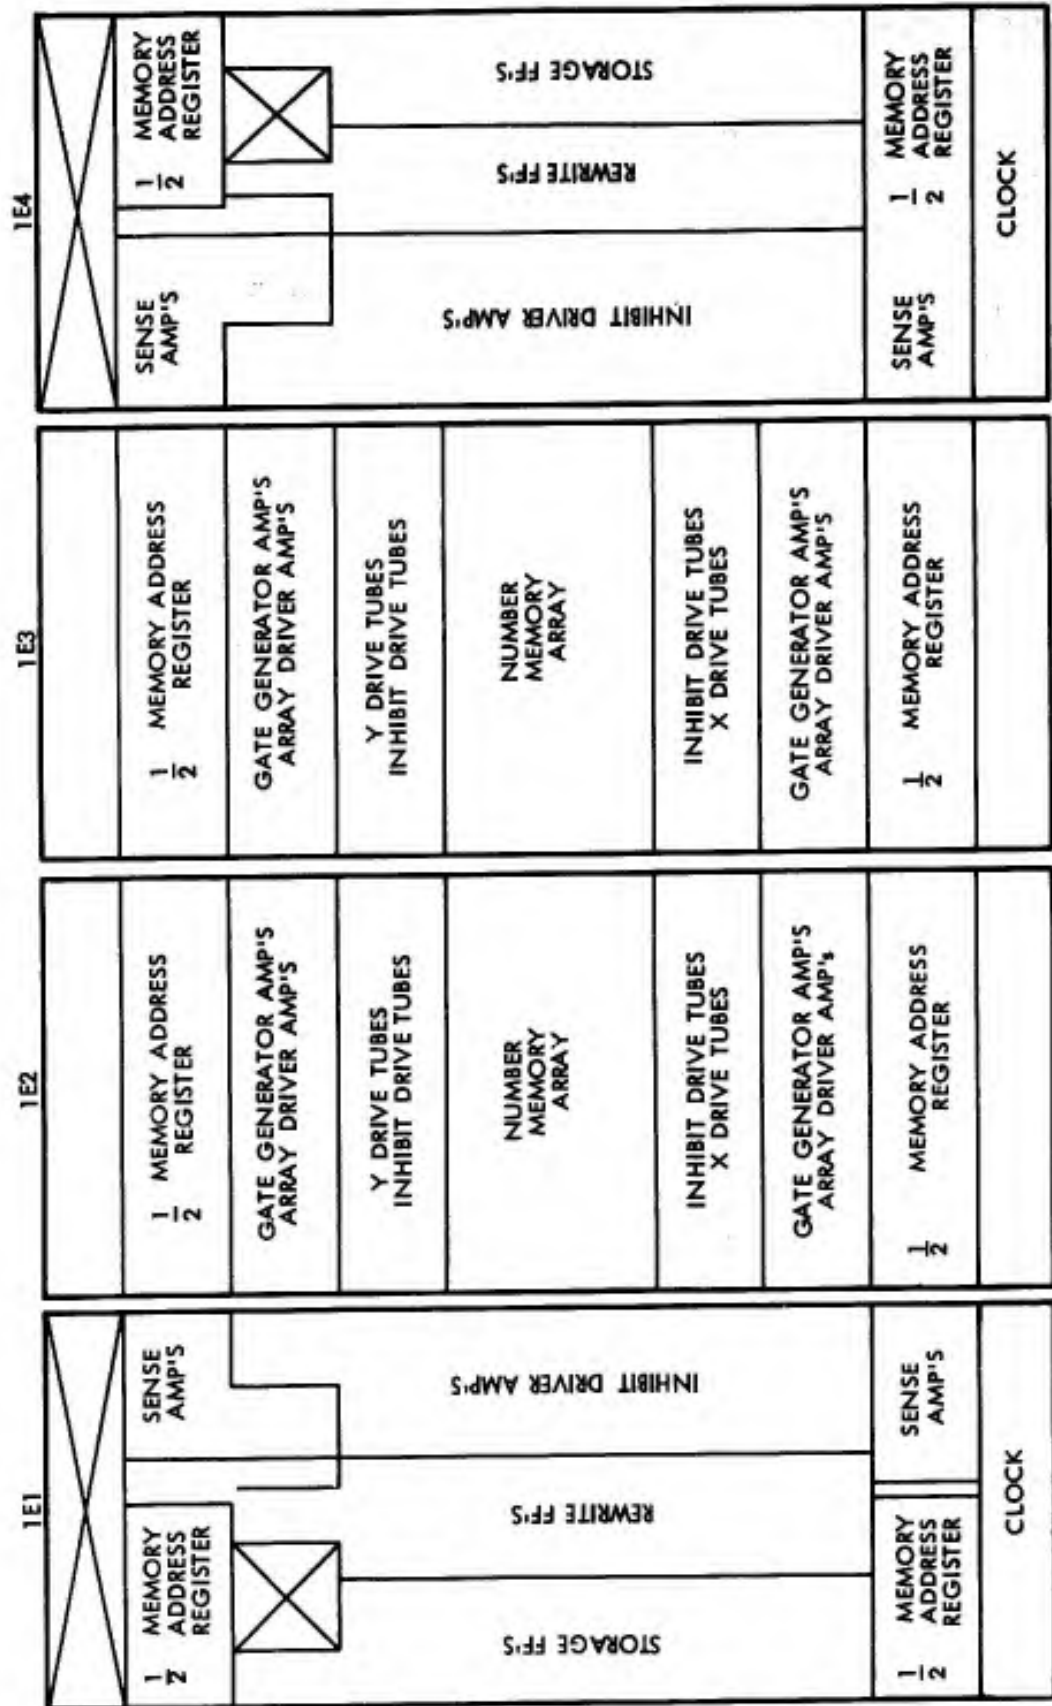 1E1
1/2 MEMORY
ADDRESS
REGISTER
SENSE
AMP'S
STORAGE FF'S
REWRITE FF'S
INHIBIT DRIVER AMP'S
1/2 MEMORY
ADDRESS
REGISTER
SENSE
AMP'S
CLOCK
1E2
1/2 MEMORY ADDRESS
REGISTER
GATE GENERATOR AMP'S
ARRAY DRIVER AMP'S
Y DRIVE TUBES
INHIBIT DRIVE TUBES
NUMBER
MEMORY
ARRAY
INHIBIT DRIVE TUBES
X DRIVE TUBES
GATE GENERATOR AMP'S
ARRAY DRIVER AMP's
1/2 MEMORY ADDRESS
REGISTER
1E3
1/2 MEMORY ADDRESS
REGISTER
GATE GENERATOR AMP'S
ARRAY DRIVER AMP'S
Y DRIVE TUBES
INHIBIT DRIVE TUBES
NUMBER
MEMORY
ARRAY
INHIBIT DRIVE TUBES
X DRIVE TUBES
GATE GENERATOR AMP'S
ARRAY DRIVER AMP'S
1/2 MEMORY ADDRESS
REGISTER
1E4
SENSE
AMP'S
1/2 MEMORY
ADDRESS
REGISTER
INHIBIT DRIVER AMP'S
REWRITE FF'S
STORAGE FF'S
SENSE
AMP'S
1/2 MEMORY
ADDRESS
REGISTER
CLOCK